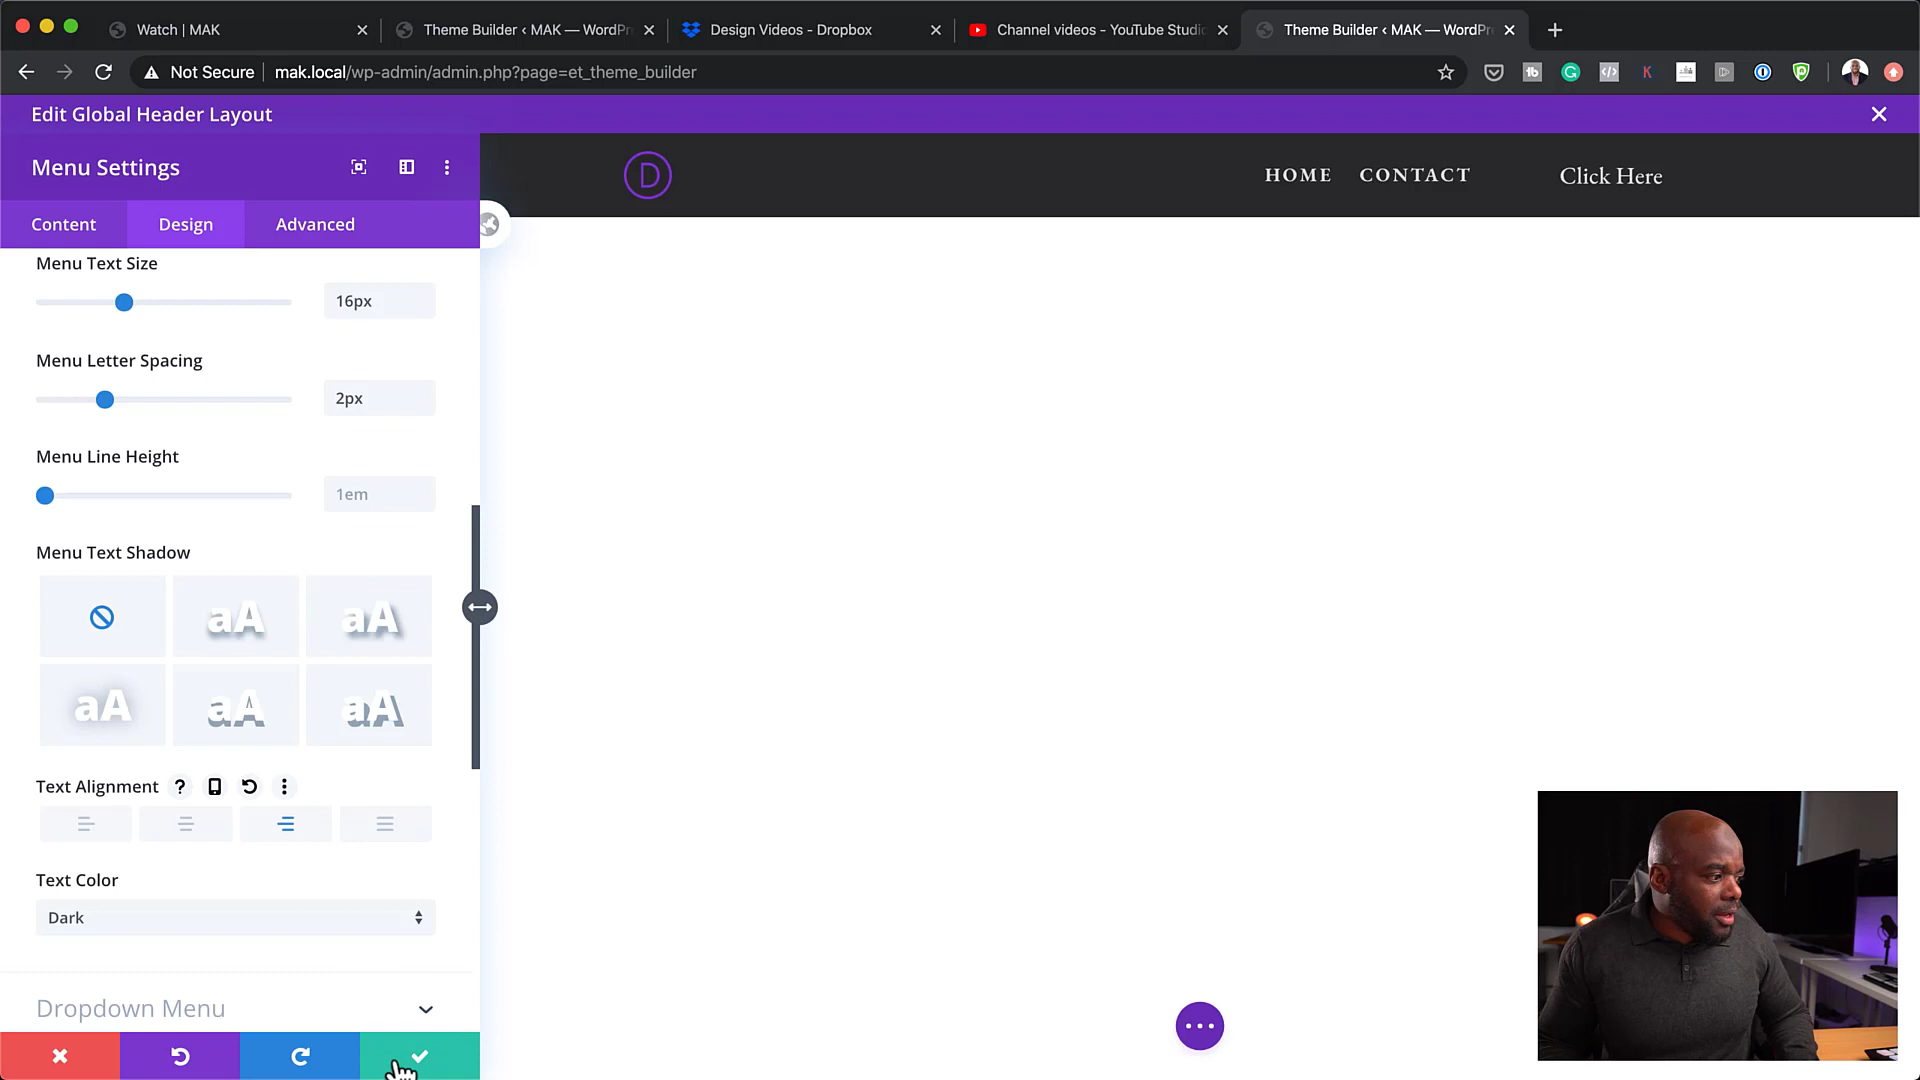 Watch | MAK
Theme Builder ‹ MAK — WordPr
Design Videos - Dropbox
Channel videos - YouTube Studio
Theme Builder ‹ MAK — WordPr
Not Secure
mak.local/wp-admin/admin.php?page=et_theme_builder
Edit Global Header Layout
Menu Settings
Content
Design
Advanced
D
HOME
CONTACT
Click Here
Menu Text Size
16px
Menu Letter Spacing
2px
Menu Line Height
1em
Menu Text Shadow
aA
aA
aA
aA
aA
Text Alignment
?
Text Color
Dark
Dropdown Menu